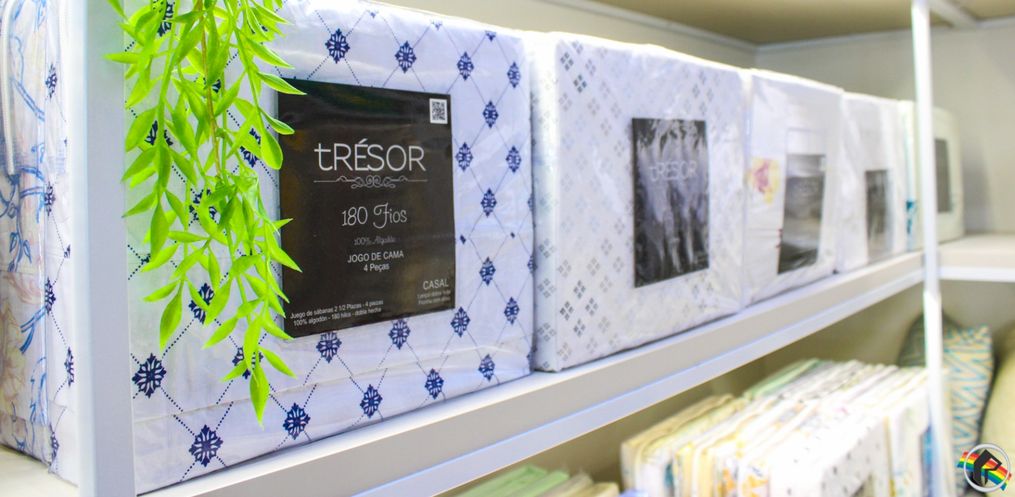 tRÉSOR
180 Fios
100% Algodão
JOGO DE CAMA
4 Peças
CASAL
Juego de sábanas 2 1/2 Plazas - 4 piezas
100% algodón - 180 hilos - doble hecha
tRÉSOR